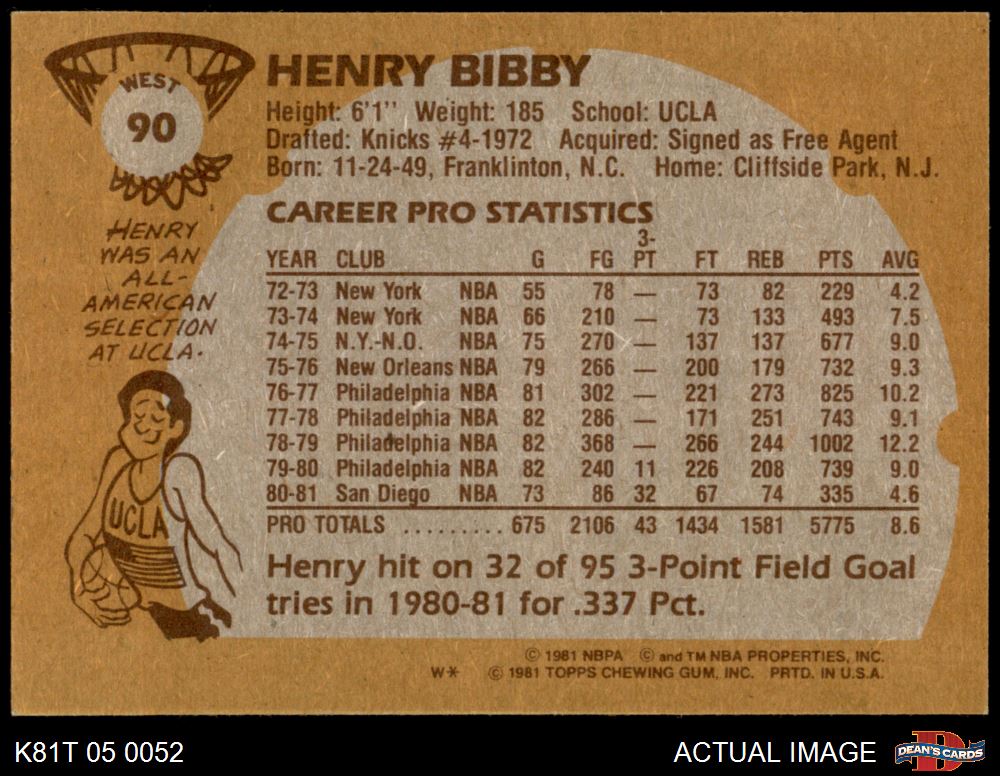 WEST
90
HENRY BIBBY
Height: 6'1'' Weight: 185 School: UCLA
Drafted: Knicks #4-1972 Acquired: Signed as Free Agent
Born: 11-24-49, Franklinton, N.C. Home: Cliffside Park, N.J.
HENRY
WAS AN
ALL-
AMERICAN
SELECTION
AT UCLA.
UCLA
CAREER PRO STATISTICS
YEAR CLUB G FG 3-PT FT REB PTS AVG
72-73 New York NBA 55 78 — 73 82 229 4.2
73-74 New York NBA 66 210 — 73 133 493 7.5
74-75 N.Y.-N.O. NBA 75 270 — 137 137 677 9.0
75-76 New Orleans NBA 79 266 — 200 179 732 9.3
76-77 Philadelphia NBA 81 302 — 221 273 825 10.2
77-78 Philadelphia NBA 82 286 — 171 251 743 9.1
78-79 Philadelphia NBA 82 368 — 266 244 1002 12.2
79-80 Philadelphia NBA 82 240 11 226 208 739 9.0
80-81 San Diego NBA 73 86 32 67 74 335 4.6
PRO TOTALS .......... 675 2106 43 1434 1581 5775 8.6
Henry hit on 32 of 95 3-Point Field Goal
tries in 1980-81 for .337 Pct.
© 1981 NBPA © and TM NBA PROPERTIES, INC.
W* © 1981 TOPPS CHEWING GUM, INC. PRTD. IN U.S.A.
K81T 05 0052
ACTUAL IMAGE
D
DEAN'S CARDS